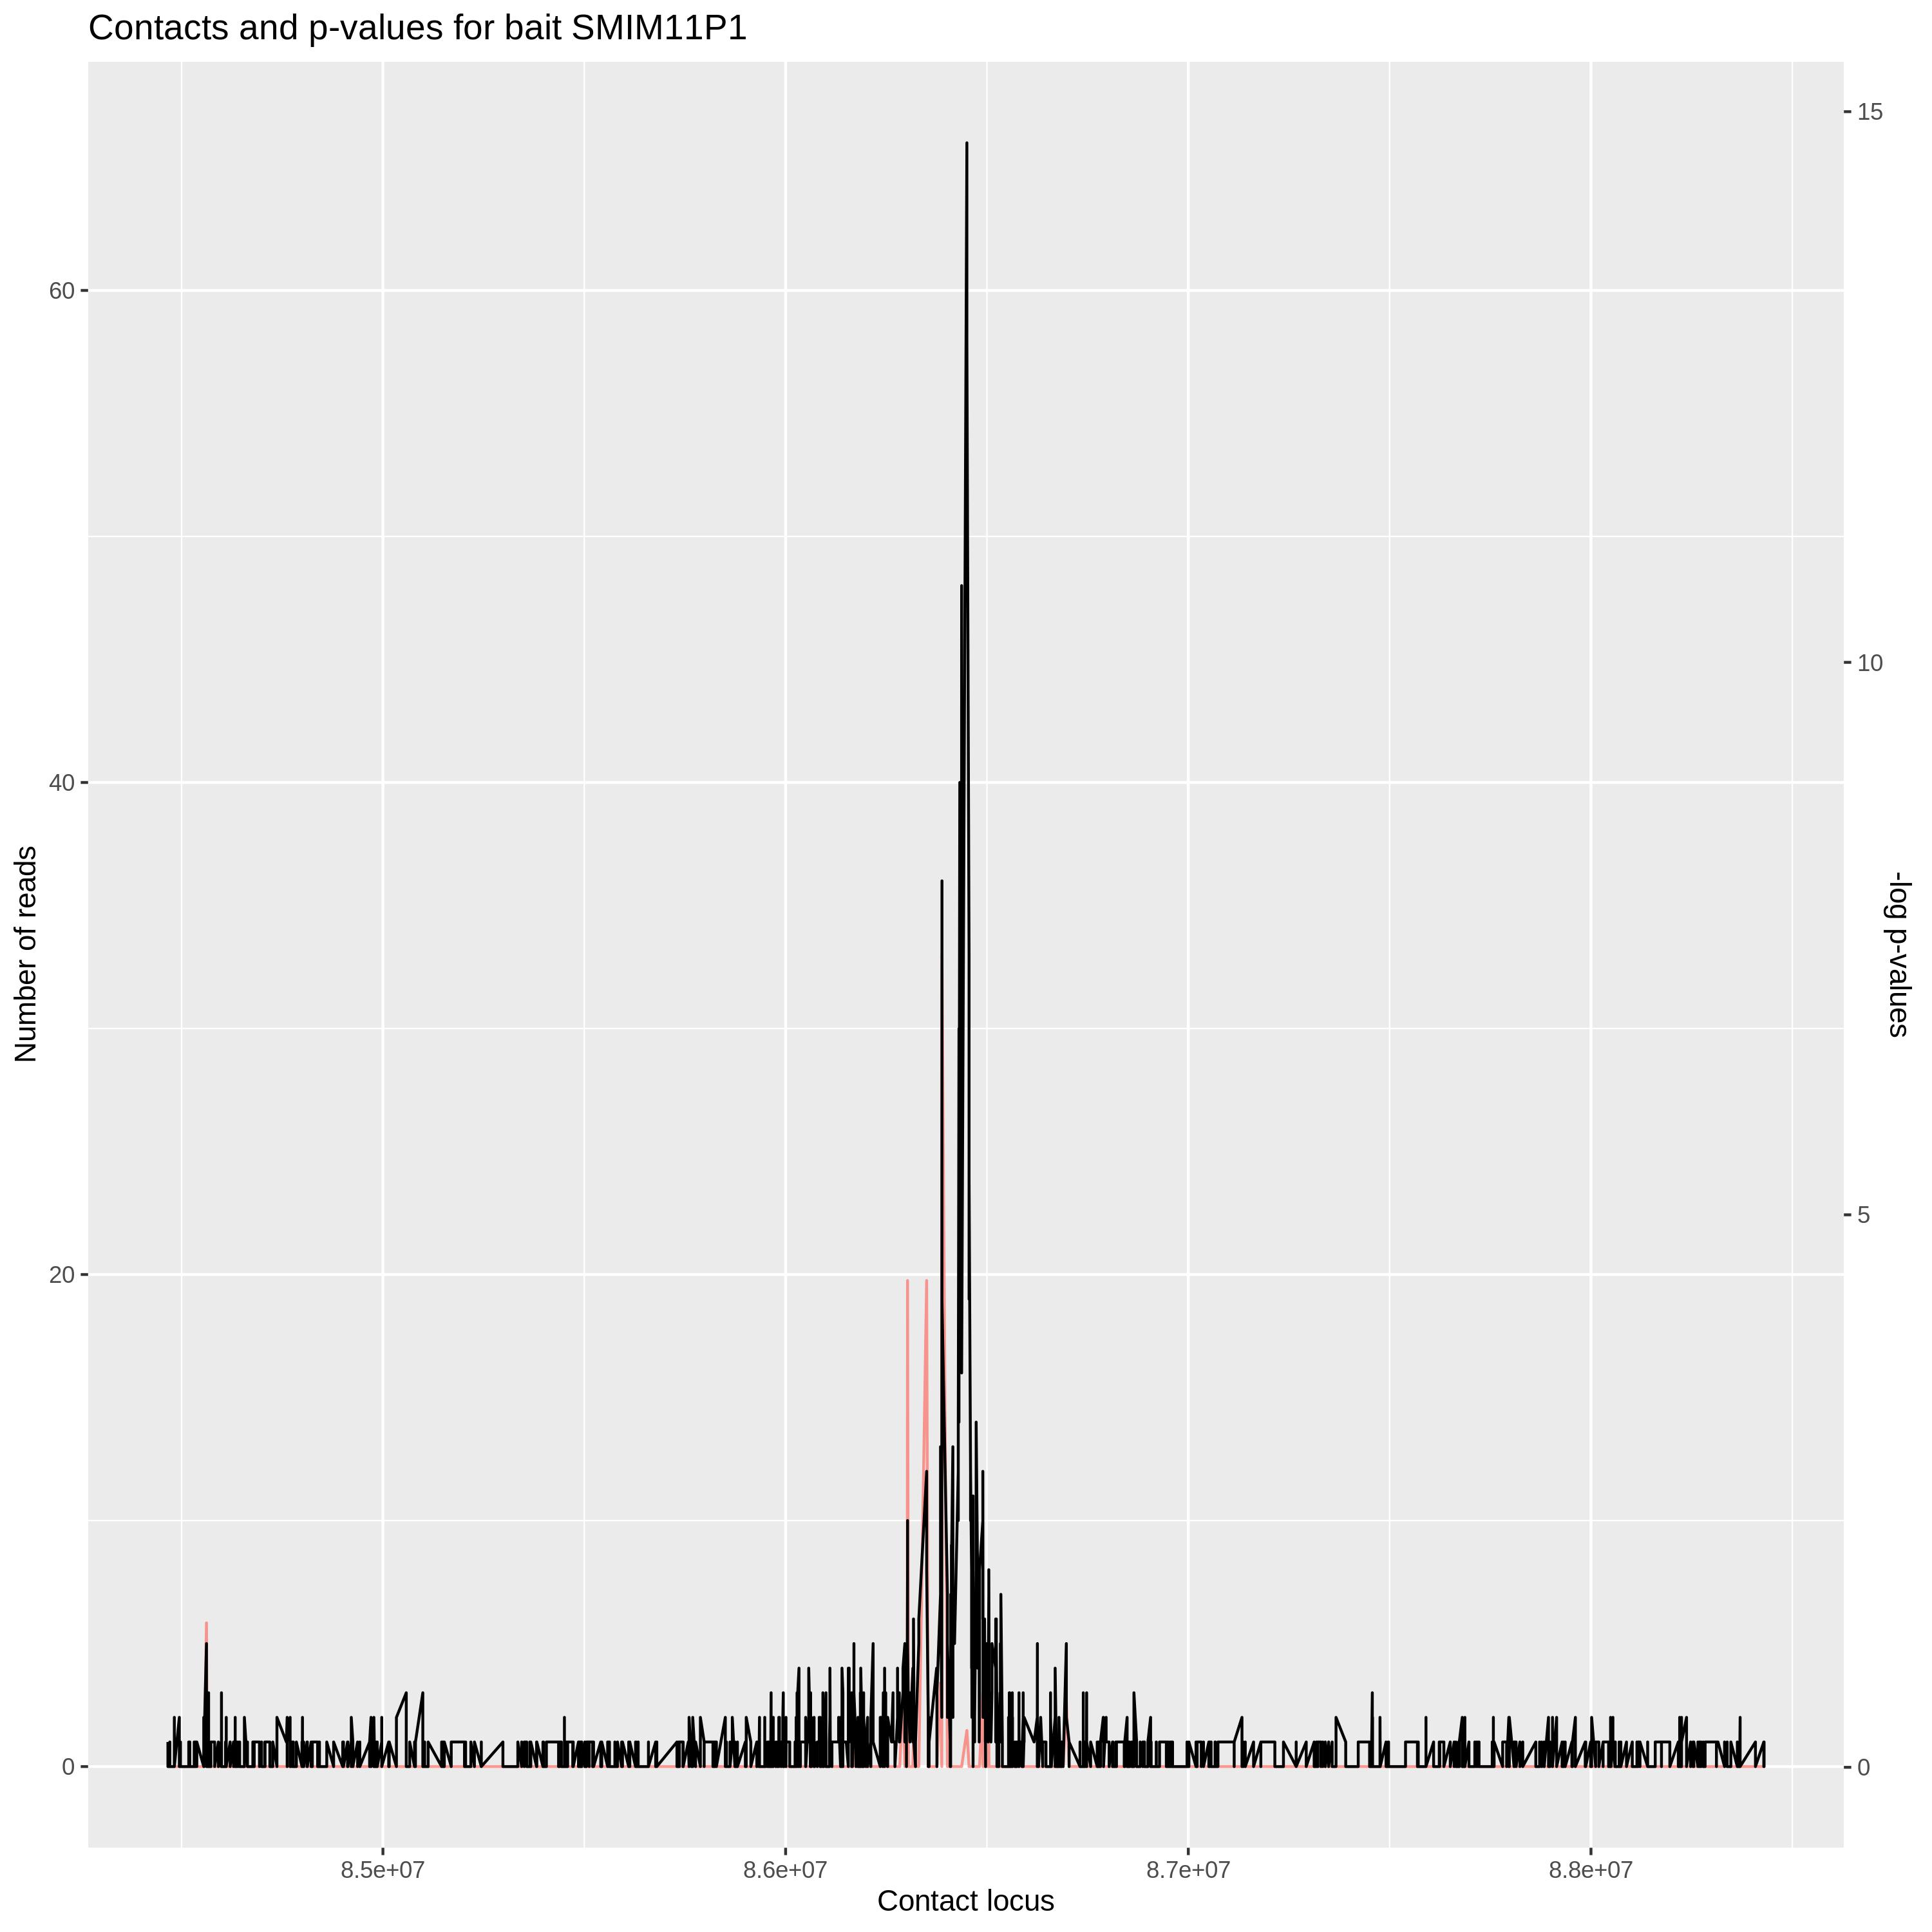 Contacts and p-values for bait SMIM11P1
Number of reads
60
40
20
0
15
10
5
0
-log p-values
8.5e+07
8.6e+07
8.7e+07
8.8e+07
Contact locus